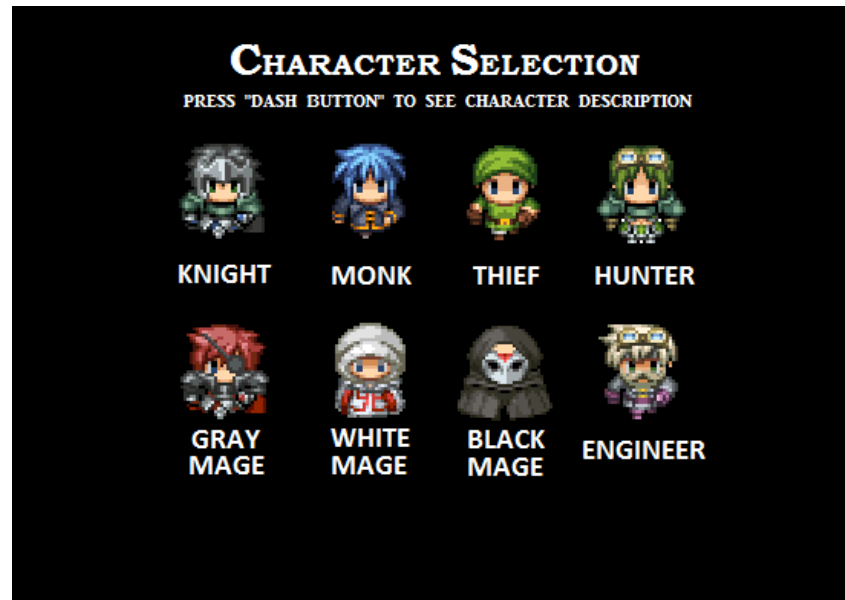 Character Selection
PRESS "DASH BUTTON" TO SEE CHARACTER DESCRIPTION
KNIGHT MONK THIEF HUNTER
GRAY MAGE
WHITE MAGE
BLACK MAGE
ENGINEER